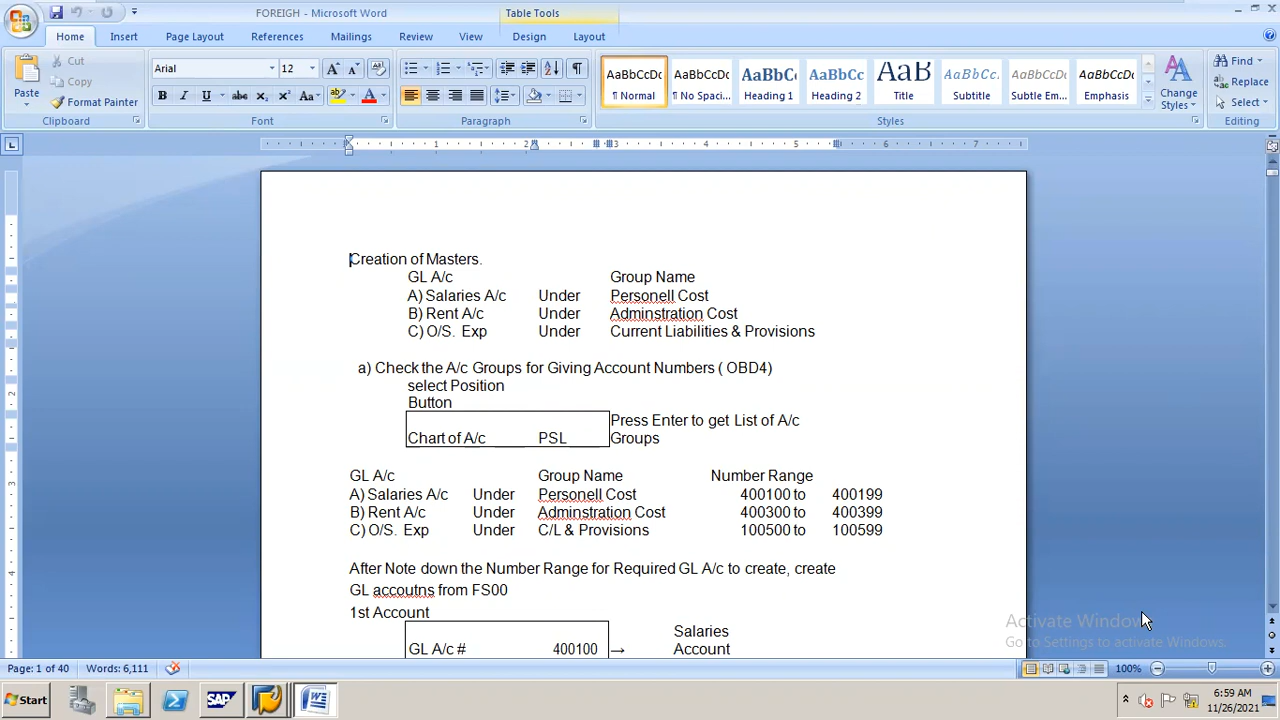 FOREIGH - Microsoft Word
Table Tools
Home Insert Page Layout References Mailings Review View Design Layout
Cut
Copy
Paste
Format Painter
Arial 12
AaBbCcDc AaBbCcDc AaBbCc AaBbCc AaB AaBbCc. AaBbCcDc AaBbCcDc
¶ Normal ¶ No Spaci... Heading 1 Heading 2 Title Subtitle Subtle Em... Emphasis
Change Styles
Find
Replace
Select
Clipboard Font Paragraph Styles Editing
1 2 3 4 5 6 7
Creation of Masters.
GL A/c Group Name
A) Salaries A/c Under Personell Cost
B) Rent A/c Under Adminstration Cost
C) O/S. Exp Under Current Liabilities & Provisions
a) Check the A/c Groups for Giving Account Numbers ( OBD4)
select Position
Button
Press Enter to get List of A/c
Chart of A/c PSL Groups
GL A/c Group Name Number Range
A) Salaries A/c Under Personell Cost 400100 to 400199
B) Rent A/c Under Adminstration Cost 400300 to 400399
C) O/S. Exp Under C/L & Provisions 100500 to 100599
After Note down the Number Range for Required GL A/c to create, create
GL accoutns from FS00
1st Account
Salaries
GL A/c # 400100 → Account
Activate Windows
Go to Settings to activate Windows.
Page: 1 of 40 Words: 6,111 100%
Start SAP 6:59 AM
11/26/2021